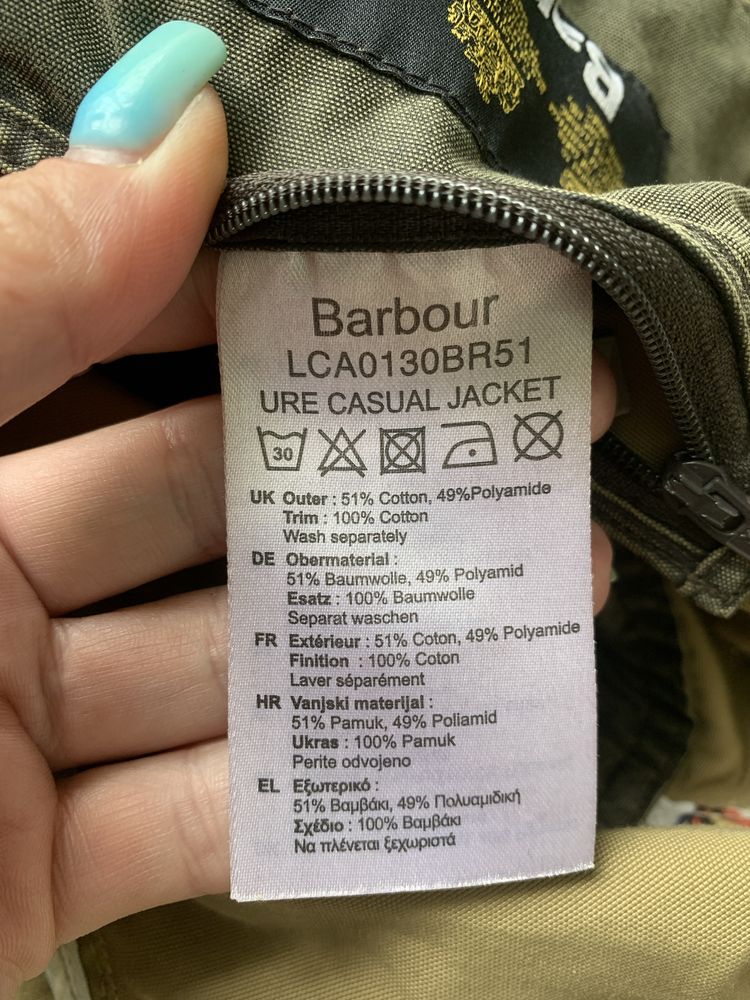 Barbour
LCA0130BR51
URE CASUAL JACKET
30
UK Outer : 51% Cotton, 49%Polyamide
Trim : 100% Cotton
Wash separately
DE Obermaterial :
51% Baumwolle, 49% Polyamid
Esatz : 100% Baumwolle
Separat waschen
FR Extérieur : 51% Coton, 49% Polyamide
Finition : 100% Coton
Laver séparément
HR Vanjski materijal :
51% Pamuk, 49% Poliamid
Ukras : 100% Pamuk
Perite odvojeno
EL Εξωτερικό :
51% Βαμβάκι, 49% Πολυαμιδική
Σχέδιο : 100% Βαμβάκι
Να πλένεται ξεχωριστά